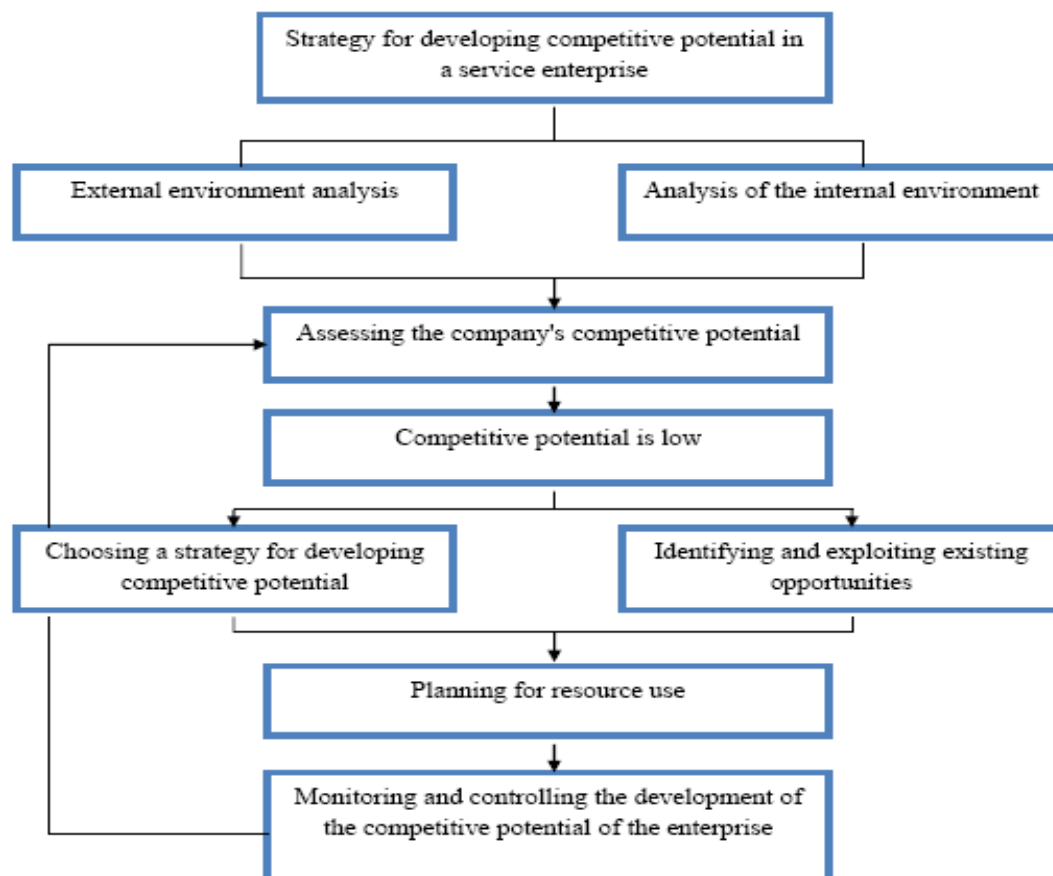 Strategy for developing competitive potential in
a service enterprise
External environment analysis
Analysis of the internal environment
Assessing the company's competitive potential
Competitive potential is low
Choosing a strategy for developing
competitive potential
Identifying and exploiting existing
opportunities
Planning for resource use
Monitoring and controlling the development of
the competitive potential of the enterprise